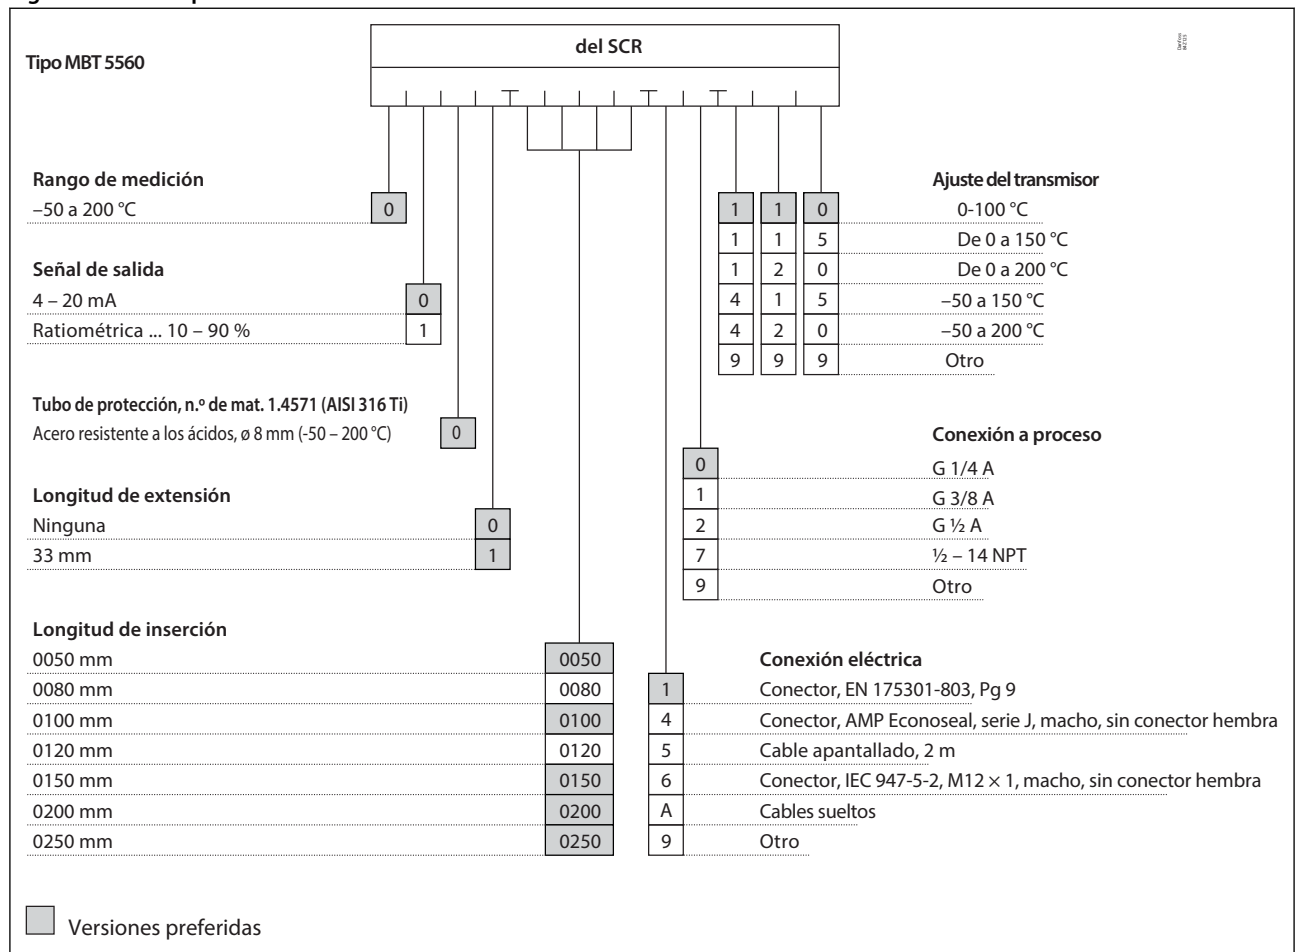 del SCR
Tipo MBT 5560
Rango de medición
–50 a 200 °C 0
Señal de salida
4 – 20 mA 0
Ratiométrica ... 10 – 90 % 1
Tubo de protección, n.º de mat. 1.4571 (AISI 316 Ti)
Acero resistente a los ácidos, ø 8 mm (-50 – 200 °C) 0
Longitud de extensión
Ninguna 0
33 mm 1
Longitud de inserción
0050 mm 0050
0080 mm 0080
0100 mm 0100
0120 mm 0120
0150 mm 0150
0200 mm 0200
0250 mm 0250
Ajuste del transmisor
1 1 0 0-100 °C
1 1 5 De 0 a 150 °C
1 2 0 De 0 a 200 °C
4 1 5 –50 a 150 °C
4 2 0 –50 a 200 °C
9 9 9 Otro
Conexión a proceso
0 G 1/4 A
1 G 3/8 A
2 G ½ A
7 ½ – 14 NPT
9 Otro
Conexión eléctrica
1 Conector, EN 175301-803, Pg 9
4 Conector, AMP Econoseal, serie J, macho, sin conector hembra
5 Cable apantallado, 2 m
6 Conector, IEC 947-5-2, M12 × 1, macho, sin conector hembra
A Cables sueltos
9 Otro
Versiones preferidas